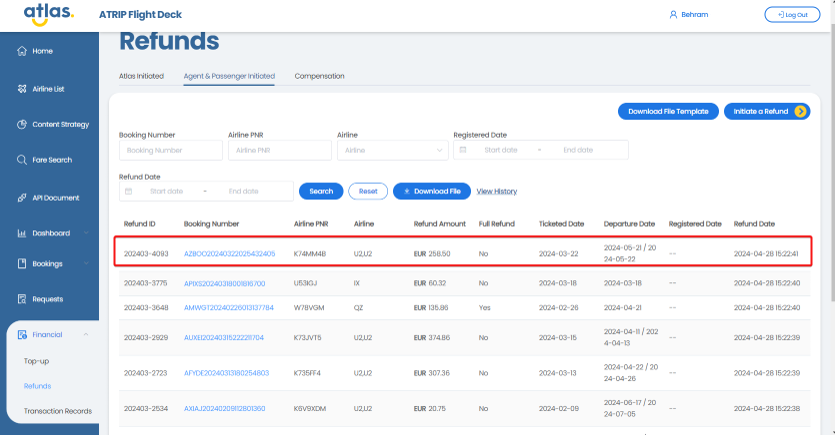 atlas.
ATRIP Flight Deck
Behram
Log Out
Home
Airline List
Content Strategy
Fare Search
API Document
Dashboard
Bookings
Requests
Financial
Top-up
Refunds
Transaction Records
Refunds
Atlas Initiated Agent & Passenger Initiated Compensation
Download File Template Initiate a Refund
Booking Number Airline PNR Airline Registered Date
Booking Number Airline PNR Airline Start date - End date
Refund Date
Start date - End date Search Reset Download File View History
Refund ID Booking Number Airline PNR Airline Refund Amount Full Refund Ticketed Date Departure Date Registered Date Refund Date
202403-4093 AZBOO20240322025432405 K74MM4B U2,U2 EUR 258.50 No 2024-03-22 2024-05-21 / 20
24-05-22 -- 2024-04-28 15:22:41
202403-3775 APIXS20240318001816700 U53IGJ IX EUR 60.32 No 2024-03-18 2024-03-18 -- 2024-04-28 15:22:40
202403-3648 AMWGT20240226013137784 W78VGM QZ EUR 135.86 Yes 2024-02-26 2024-04-21 -- 2024-04-28 15:22:40
202403-2929 AUXEI20240315222211704 K73JVT5 U2,U2 EUR 374.86 No 2024-03-15 2024-04-11 / 202
4-04-13 -- 2024-04-28 15:22:39
202403-2723 AFYDE20240313180254803 K735FF4 U2,U2 EUR 307.36 No 2024-03-13 2024-04-22 / 20
24-04-26 -- 2024-04-28 15:22:39
202403-2534 AXIAJ20240209112801360 K6V9XDM U2,U2 EUR 20.75 No 2024-02-09 2024-06-17 / 20
24-07-05 -- 2024-04-28 15:22:38